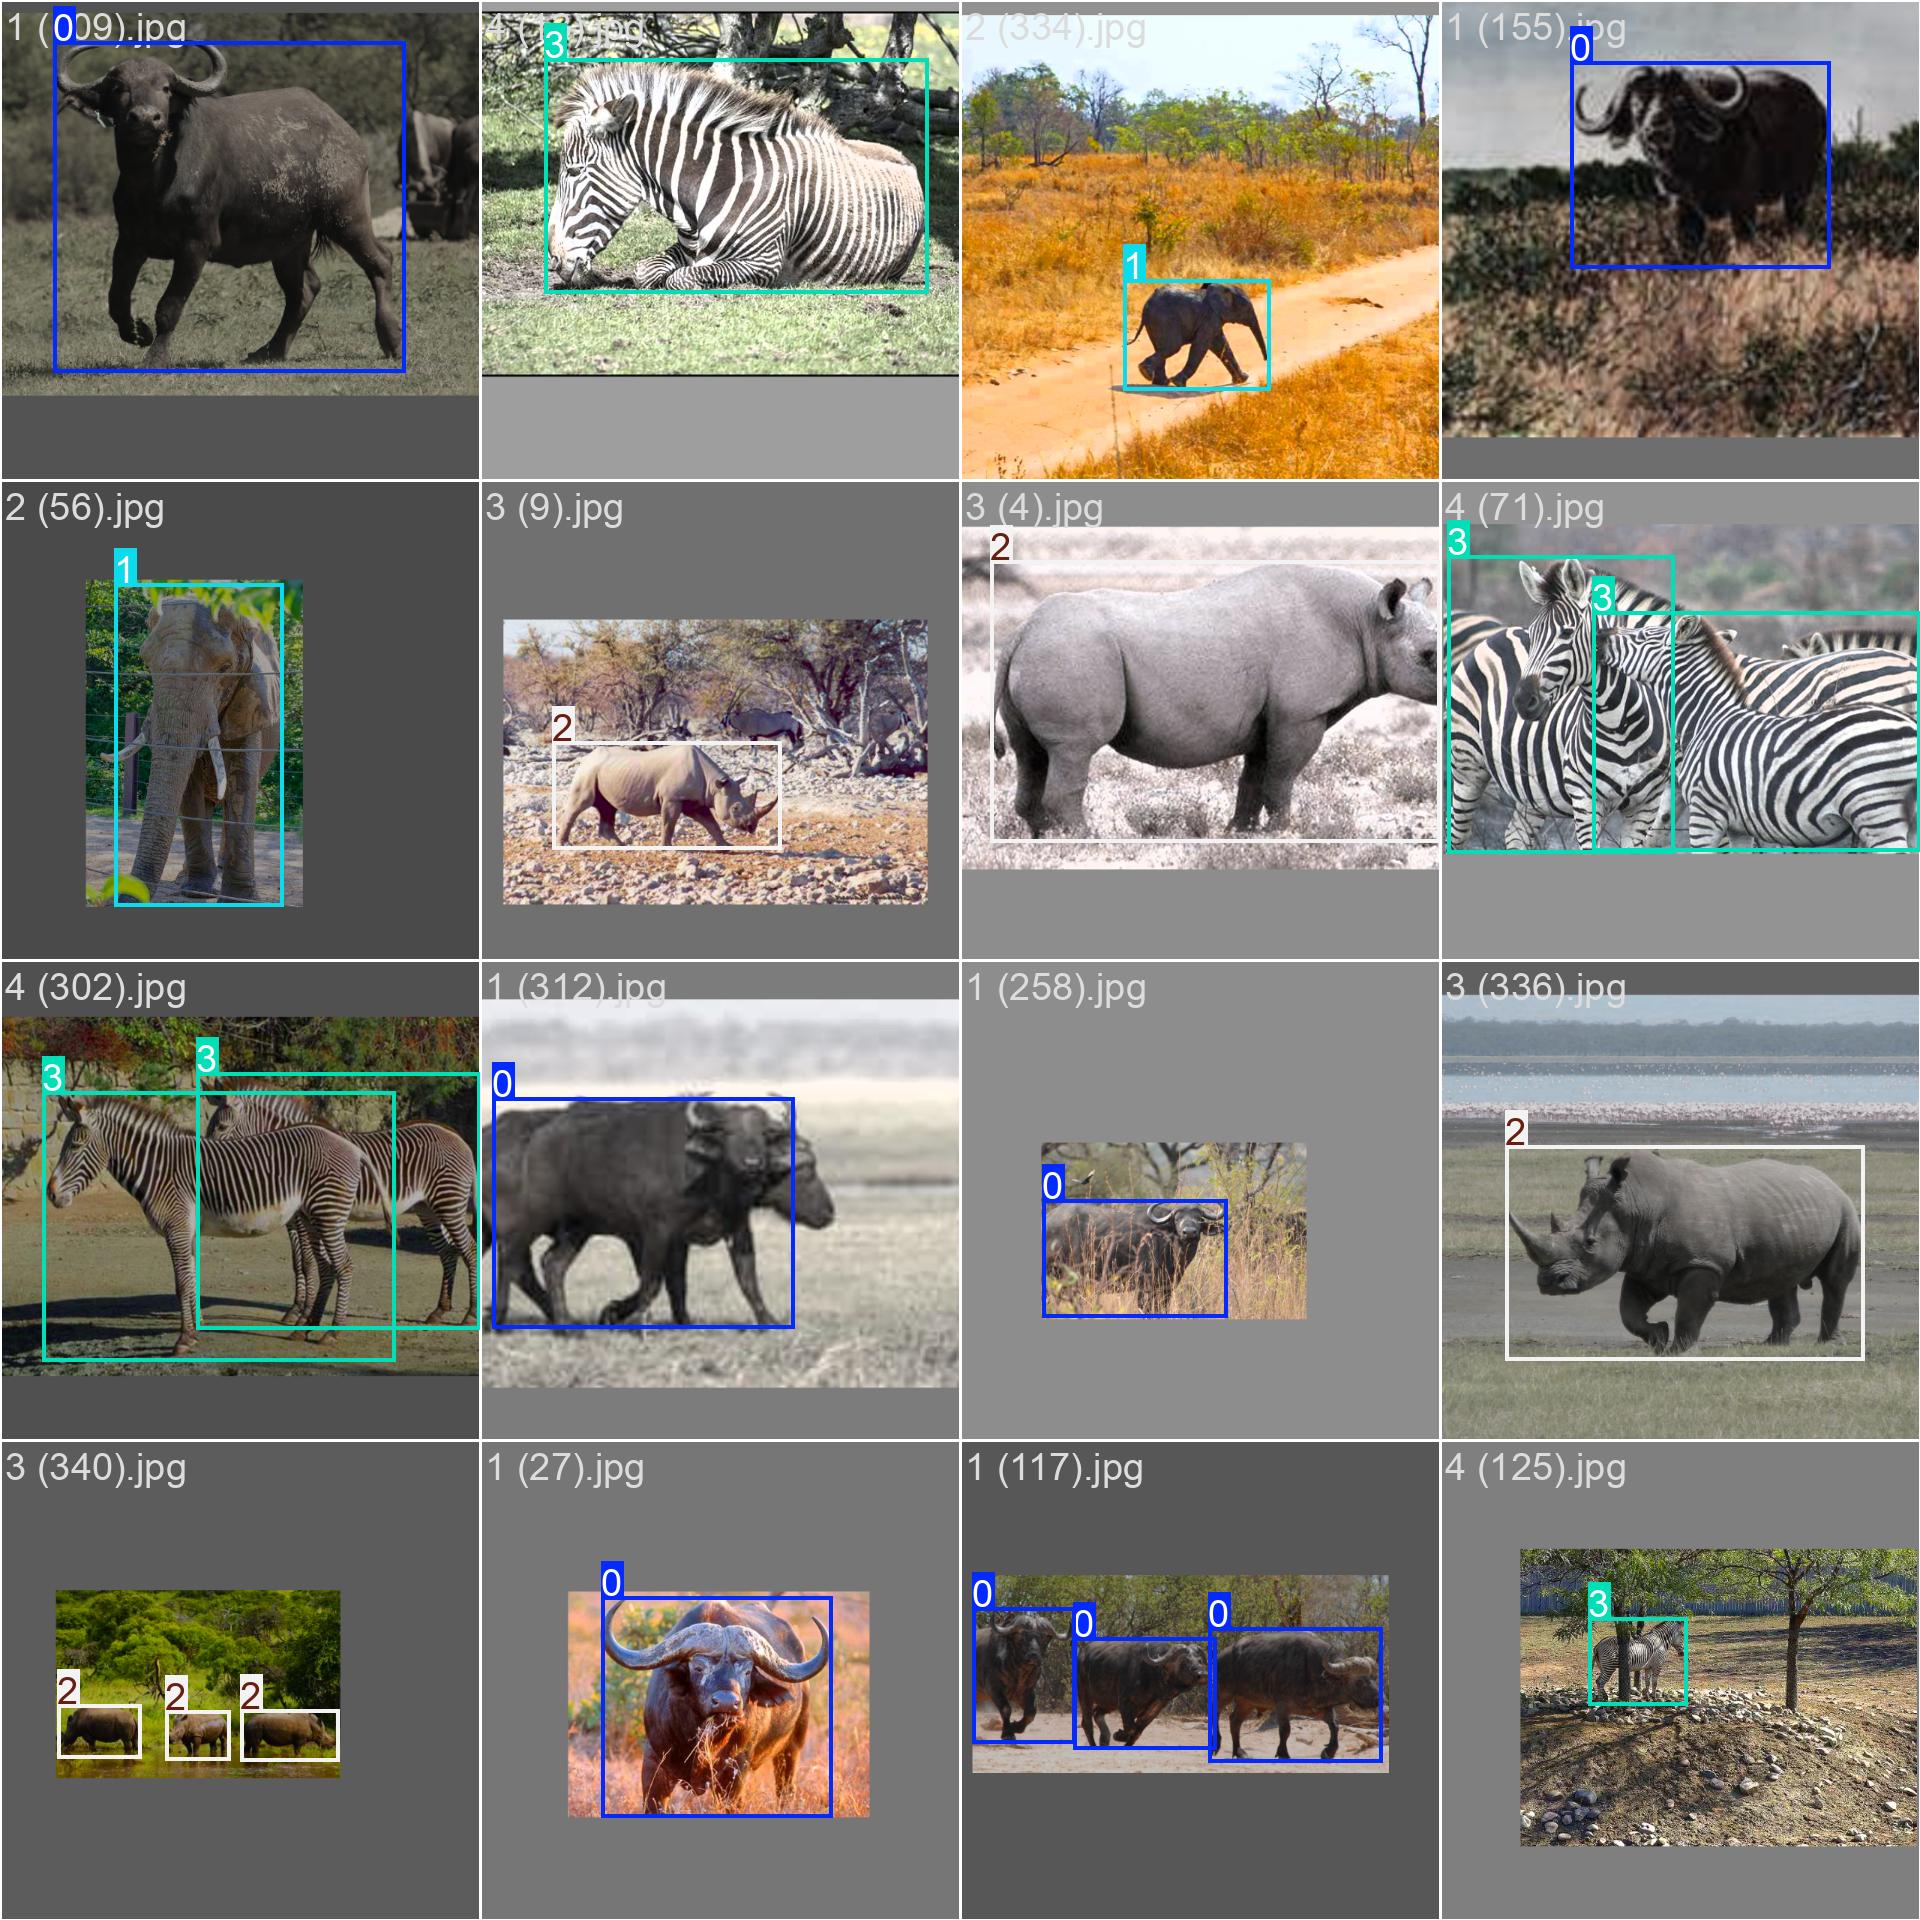 1 (
0
09).jpg
4 (1
3
).jpg
2 (334).jpg
1
1 (155).jpg
0
2 (56).jpg
1
3 (9).jpg
2
3 (4).jpg
2
4 (71).jpg
3
3
4 (302).jpg
3
3
1 (312).jpg
0
1 (258).jpg
0
3 (336).jpg
2
3 (340).jpg
2
2
2
1 (27).jpg
0
1 (117).jpg
0
0
0
4 (125).jpg
3